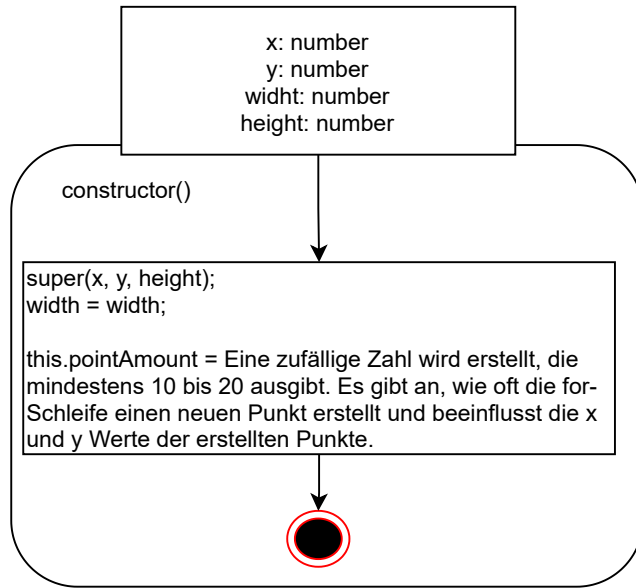 x: number
y: number
widht: number
height: number
constructor()
super(x, y, height);
width = width;
this.pointAmount = Eine zufällige Zahl wird erstellt, die
mindestens 10 bis 20 ausgibt. Es gibt an, wie oft die for-
Schleife einen neuen Punkt erstellt und beeinflusst die x
und y Werte der erstellten Punkte.